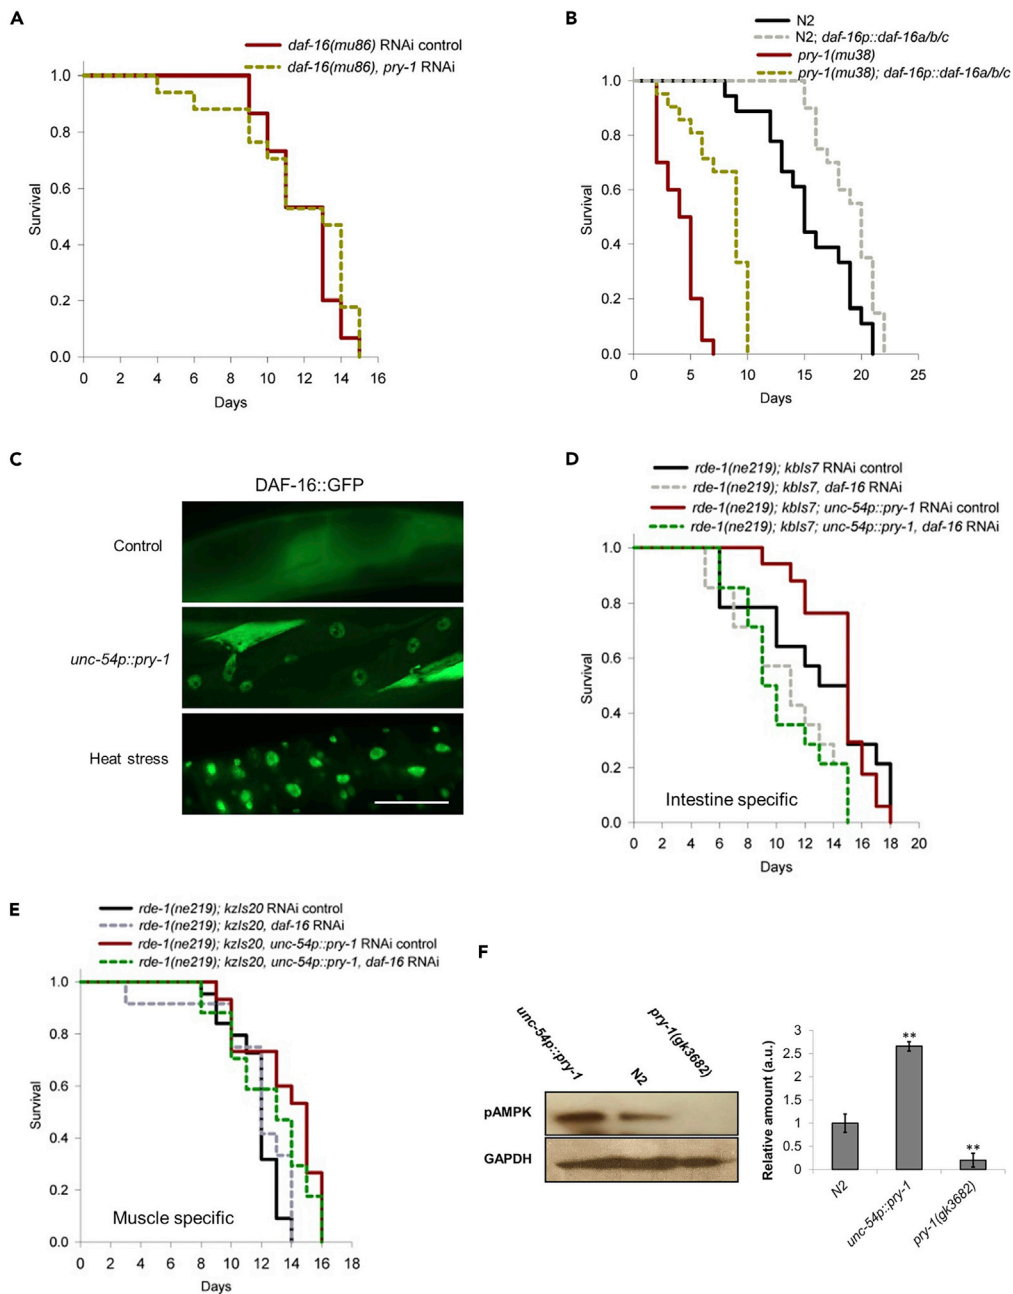 A
daf-16(mu86) RNAi control
daf-16(mu86), pry-1 RNAi
1.0
0.8
0.6
0.4
0.2
0.0
Survival
0 2 4 6 8 10 12 14 16
Days
B
N2
N2; daf-16p::daf-16a/b/c
pry-1(mu38)
pry-1(mu38); daf-16p::daf-16a/b/c
1.0
0.8
0.6
0.4
0.2
0.0
Survival
0 5 10 15 20 25
Days
C
DAF-16::GFP
Control
unc-54p::pry-1
Heat stress
D
rde-1(ne219); kbIs7 RNAi control
rde-1(ne219); kbIs7, daf-16 RNAi
rde-1(ne219); kbIs7; unc-54p::pry-1 RNAi control
rde-1(ne219); kbIs7; unc-54p::pry-1, daf-16 RNAi
1.0
0.8
0.6
0.4
0.2
0.0
Survival
Intestine specific
0 2 4 6 8 10 12 14 16 18 20
Days
E
rde-1(ne219); kzIs20 RNAi control
rde-1(ne219); kzIs20, daf-16 RNAi
rde-1(ne219); kzIs20, unc-54p::pry-1 RNAi control
rde-1(ne219); kzIs20, unc-54p::pry-1, daf-16 RNAi
1.0
0.8
0.6
0.4
0.2
0.0
Survival
Muscle specific
0 2 4 6 8 10 12 14 16 18
Days
F
unc-54p::pry-1
N2
pry-1(gk3682)
pAMPK
GAPDH
Relative amount (a.u.)
3
2.5
2
1.5
1
0.5
0
**
**
N2
unc-54p::pry-1
pry-1(gk3682)